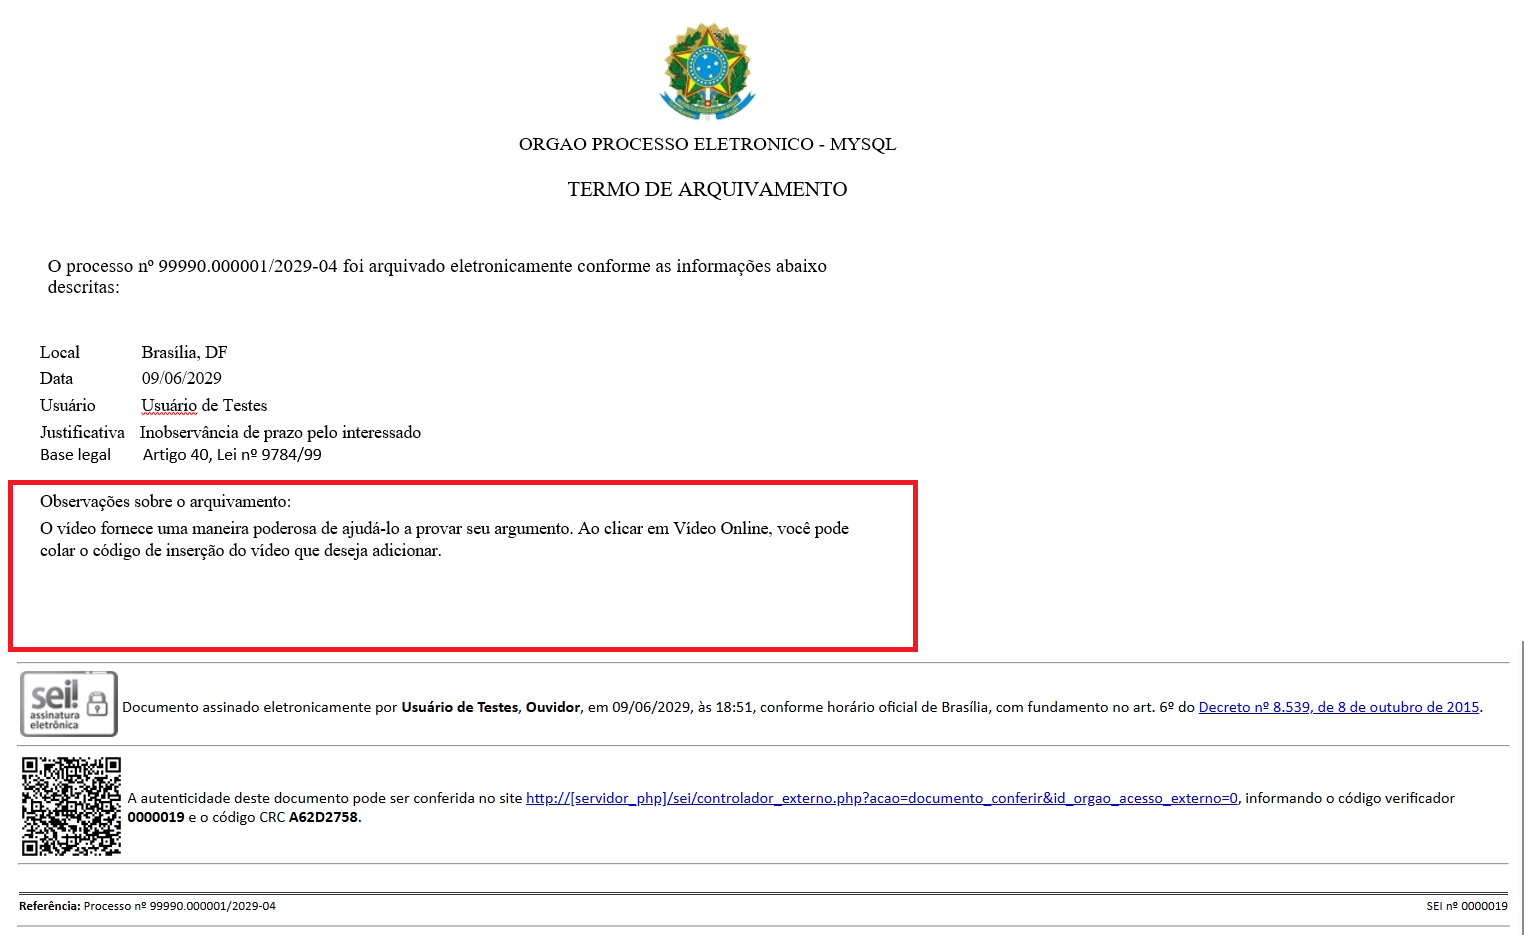 ORGAO PROCESSO ELETRONICO - MYSQL
TERMO DE ARQUIVAMENTO
O processo nº 99990.000001/2029-04 foi arquivado eletronicamente conforme as informações abaixo
descritas:
Local Brasília, DF
Data 09/06/2029
Usuário Usuário de Testes
Justificativa Inobservância de prazo pelo interessado
Base legal Artigo 40, Lei nº 9784/99
Observações sobre o arquivamento:
O vídeo fornece uma maneira poderosa de ajudá-lo a provar seu argumento. Ao clicar em Vídeo Online, você pode
colar o código de inserção do vídeo que deseja adicionar.
sei!
assinatura
eletrônica
Documento assinado eletronicamente por Usuário de Testes, Ouvidor, em 09/06/2029, às 18:51, conforme horário oficial de Brasília, com fundamento no art. 6º do Decreto nº 8.539, de 8 de outubro de 2015.
A autenticidade deste documento pode ser conferida no site http://[servidor_php]/sei/controlador_externo.php?acao=documento_conferir&id_orgao_acesso_externo=0, informando o código verificador
0000019 e o código CRC A62D2758.
Referência: Processo nº 99990.000001/2029-04 SEI nº 0000019